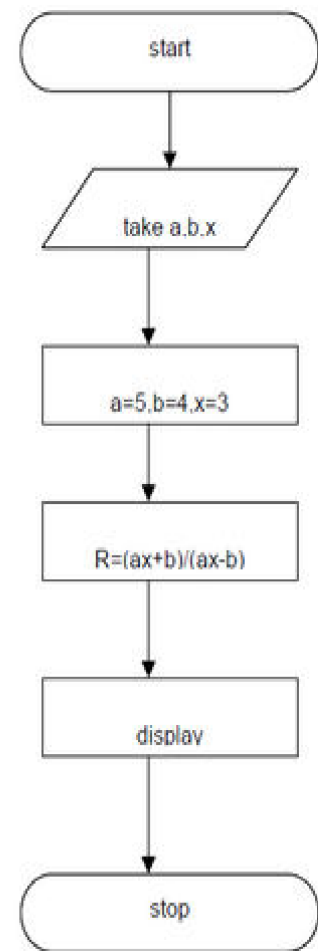 start
take a,b,x
a=5,b=4,x=3
R=(ax+b)/(ax-b)
display
stop